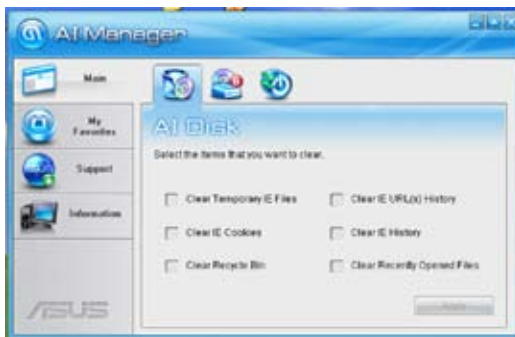 AI Manager
Main
My
Favorites
Support
Information
AI Disk
Select the items that you want to clear.
Clear Temporary IE Files
Clear IE URL(s) History
Clear IE Cookies
Clear IE History
Clear Recycle Bin
Clear Recently Opened Files
Apply
ASUS